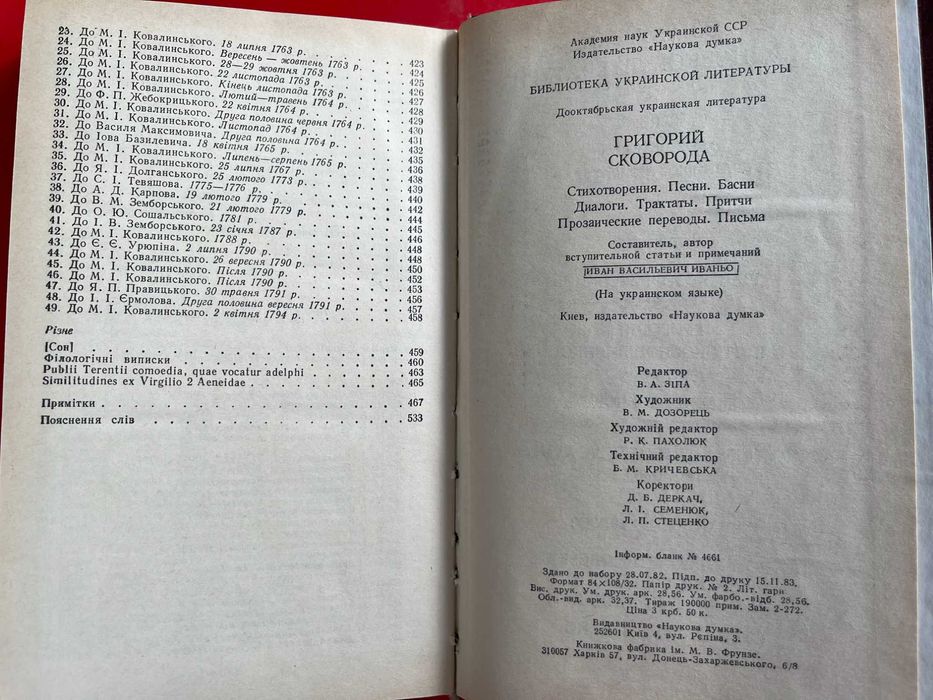 23. До М. І. Ковалинського. 18 липня 1763 р. 423
24. До М. І. Ковалинського. Вересень — жовтень 1763 р. 424
25. До М. І. Ковалинського. 28—29 жовтня 1763 р. 425
26. До М. І. Ковалинського. 22 листопада 1763 р. 426
27. До М. І. Ковалинського. Кінець листопада 1763 р. 427
28. До М. І. Ковалинського. Лютий—травень 1764 р. 428
29. До Ф. П. Жебокрицького. 22 квітня 1764 р. 429
30. До М. І. Ковалинського. Друга половина червня 1764 р. 430
31. До М. І. Ковалинського. Листопад 1764 р. 431
32. До Василя Максимовича. Друга половина 1764 р. 432
33. До Іова Базилевича. 18 квітня 1765 р. 435
34. До М. І. Ковалинського. Липень—серпень 1765 р. 436
35. До М. І. Ковалинського. 25 липня 1767 р. 438
36. До Я. І. Долганського. 25 лютого 1773 р. 439
37. До С. І. Тевяшова. 1775—1776 р. 440
38. До А. Д. Карпова. 19 лютого 1779 р. 442
39. До В. М. Земборського. 21 лютого 1779 р. 444
40. До О. Ю. Сошальського. 1781 р. 446
41. До І. В. Земборського. 23 січня 1787 р. 447
42. До М. І. Ковалинського. 1788 р. 448
43. До Є. Є. Урюпіна. 2 липня 1790 р. 448
44. До М. І. Ковалинського. 26 вересня 1790 р. 450
45. До М. І. Ковалинського. Після 1790 р. 452
46. До М. І. Ковалинського. Після 1790 р. 453
47. До Я. П. Правицького. 30 травня 1791 р. 456
48. До І. І. Єрмолова. Друга половина вересня 1791 р. 457
49. До М. І. Ковалинського. 2 квітня 1794 р. 458
Різне
[Сон] 459
Філологічні виписки 460
Publii Terentii comoedia, quae vocatur adelphi 463
Similitudines ex Virgilio 2 Aeneidae 465
Примітки 467
Пояснення слів 533
Академия наук Украинской ССР
Издательство «Наукова думка»
БИБЛИОТЕКА УКРАИНСКОЙ ЛИТЕРАТУРЫ
Дооктябрьская украинская литература
ГРИГОРИЙ
СКОВОРОДА
Стихотворения. Песни. Басни
Диалоги. Трактаты. Притчи
Прозаические переводы. Письма
Составитель, автор
вступительной статьи и примечаний
ИВАН ВАСИЛЬЕВИЧ ИВАНЬО
(На украинском языке)
Киев, издательство «Наукова думка»
Редактор
В. А. ЗІПА
Художник
В. М. ДОЗОРЕЦЬ
Художній редактор
Р. К. ПАХОЛЮК
Технічний редактор
Б. М. КРИЧЕВСЬКА
Коректори
Д. Б. ДЕРКАЧ,
Л. І. СЕМЕНЮК,
Л. П. СТЕЦЕНКО
Інформ. бланк № 4661
Здано до набору 28.07.82. Підп. до друку 15.11.83.
Формат 84×108/32. Папір друк. № 2. Літ. гарн.
Вис. друк. Ум. друк. арк. 28,56. Ум. фарбо.-відб. 28,56.
Обл.-вид. арк. 32,37. Тираж 190000 прим. Зам. 2-272.
Ціна 3 крб. 50 к.
Видавництво «Наукова думка».
252601 Київ 4, вул. Рєпіна, 3.
Книжкова фабрика ім. М. В. Фрунзе.
310057 Харків 57, вул. Донець-Захаржевського, 6/8